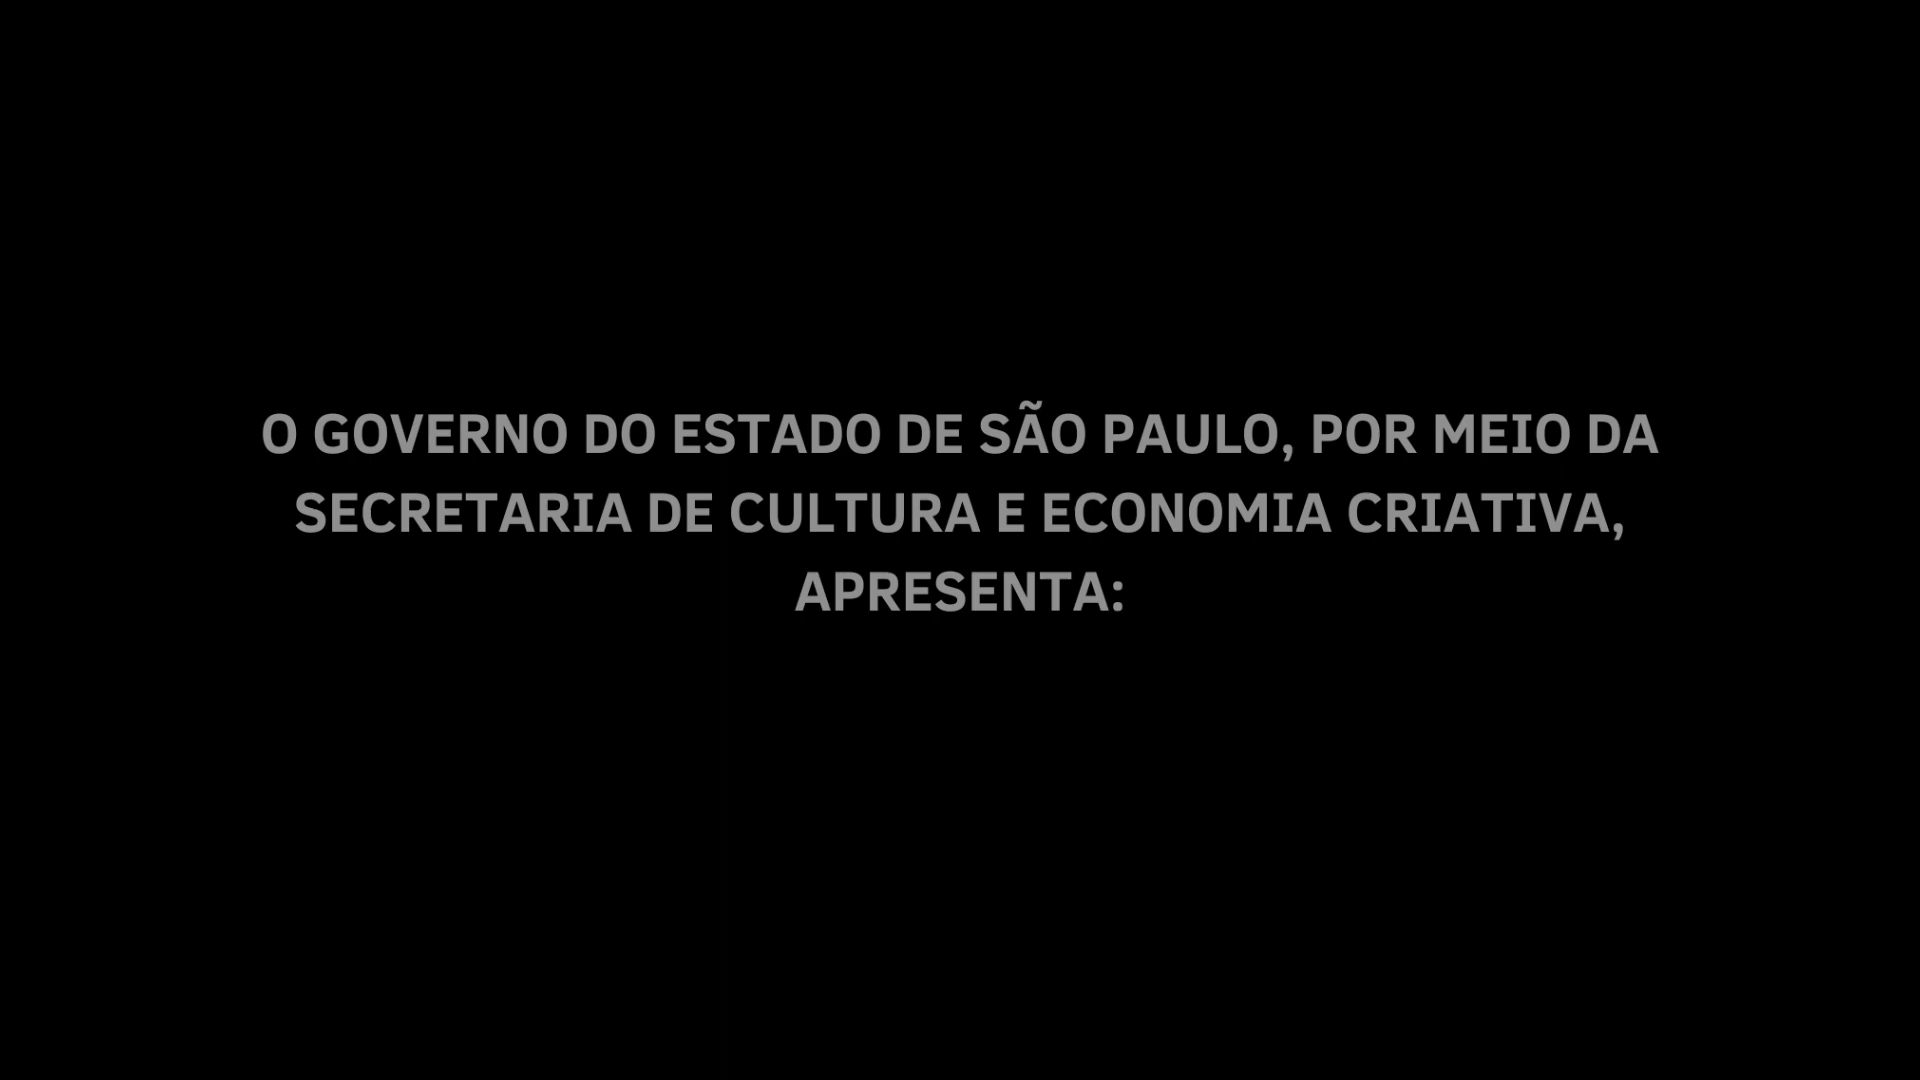 O GOVERNO DO ESTADO DE SÃO PAULO, POR MEIO DA
SECRETARIA DE CULTURA E ECONOMIA CRIATIVA,
APRESENTA: